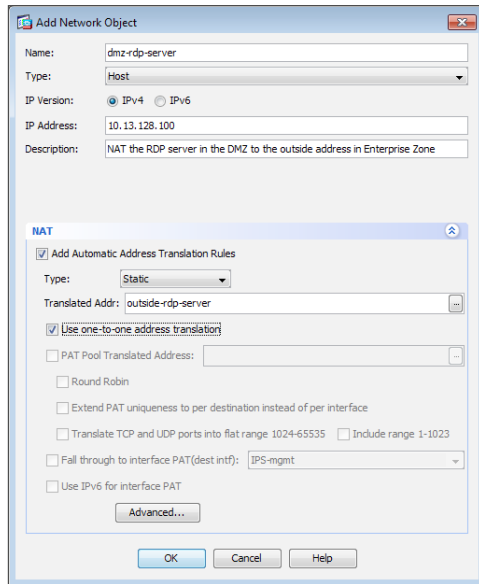 Add Network Object
Name: dmz-rdp-server
Type: Host
IP Version: IPv4 IPv6
IP Address: 10.13.128.100
Description: NAT the RDP server in the DMZ to the outside address in Enterprise Zone
NAT
Add Automatic Address Translation Rules
Type: Static
Translated Addr: outside-rdp-server ...
Use one-to-one address translation
PAT Pool Translated Address: ...
Round Robin
Extend PAT uniqueness to per destination instead of per interface
Translate TCP and UDP ports into flat range 1024-65535 Include range 1-1023
Fall through to interface PAT(dest intf): IPS-mgmt
Use IPv6 for interface PAT
Advanced...
OK Cancel Help